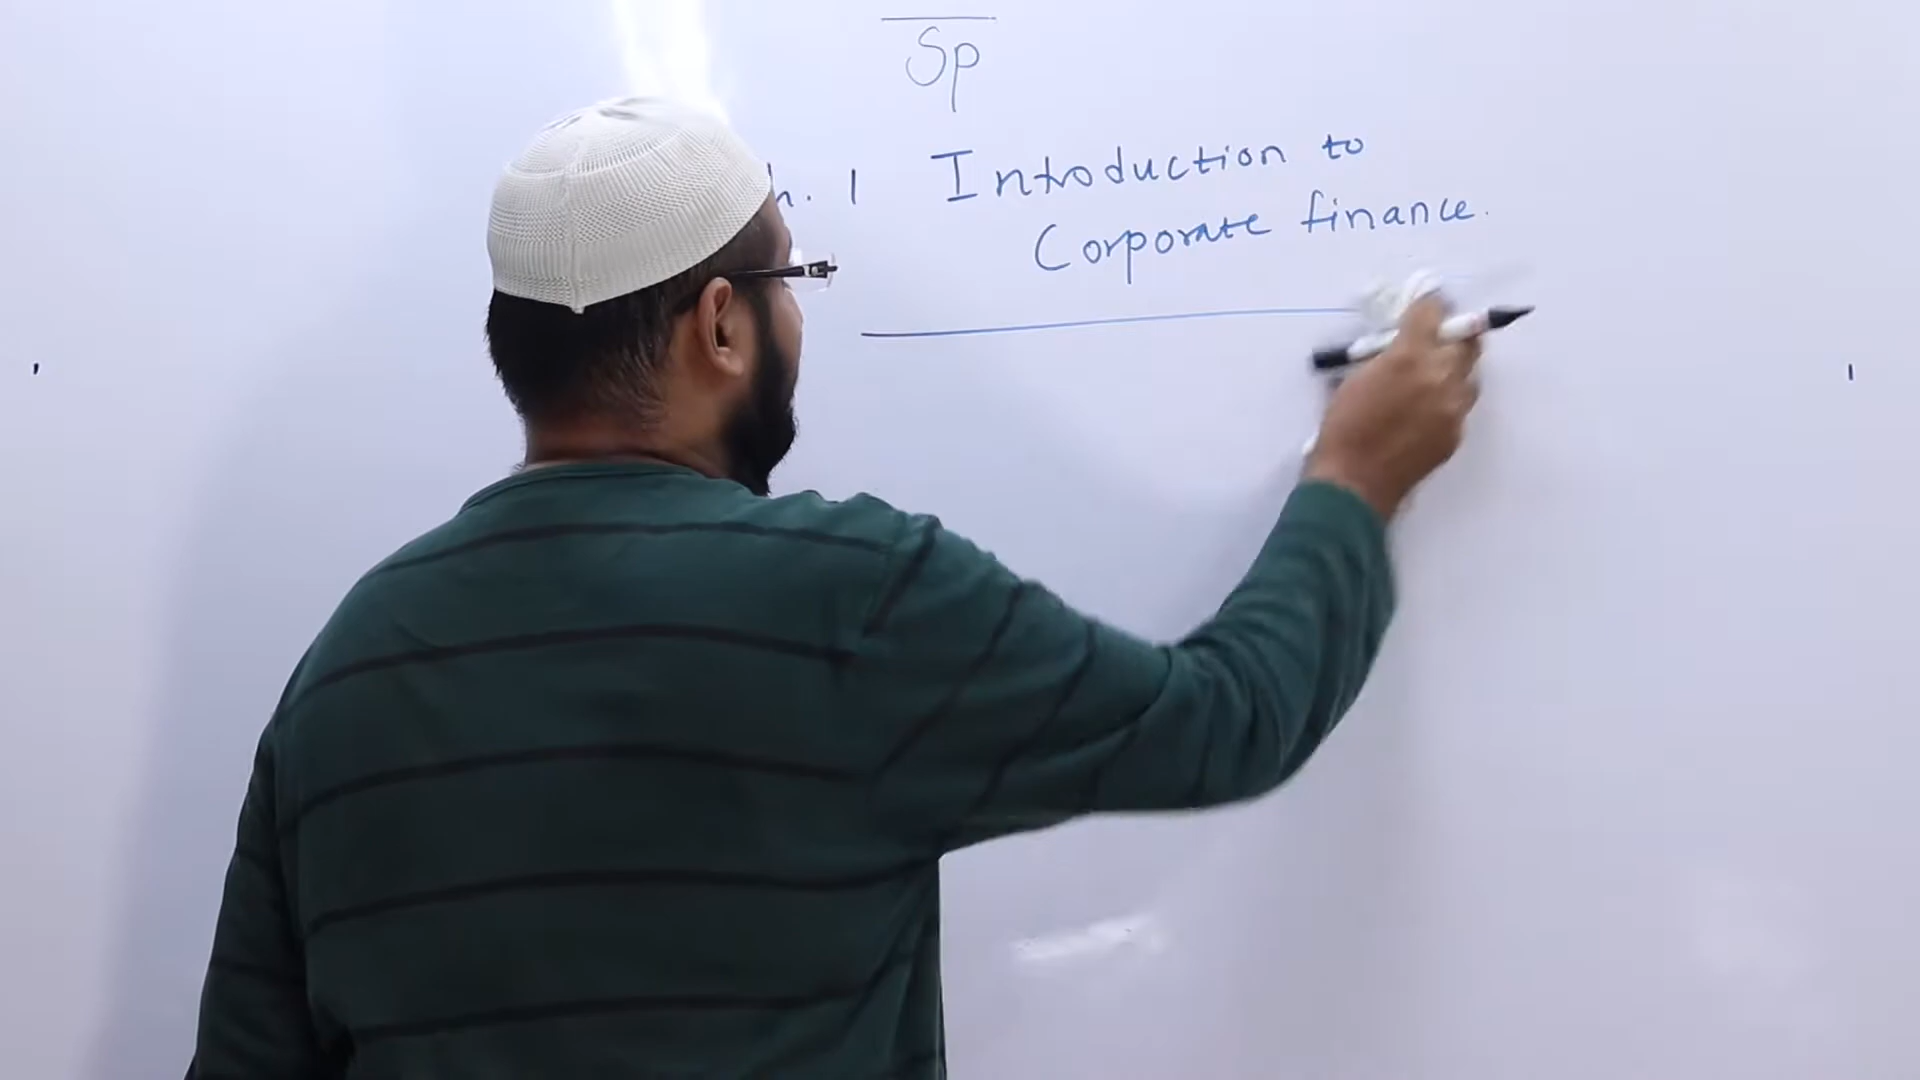 Sp
h. 1 Introduction to
Corporate finance.